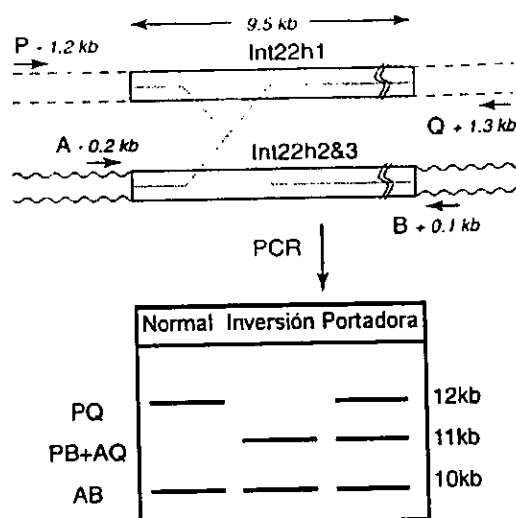 9.5 kb
P - 1.2 kb
Int22h1
Q + 1.3 kb
A - 0.2 kb
Int22h2&3
B + 0.1 kb
PCR
Normal Inversión Portadora
PQ
12kb
PB+AQ
11kb
AB
10kb